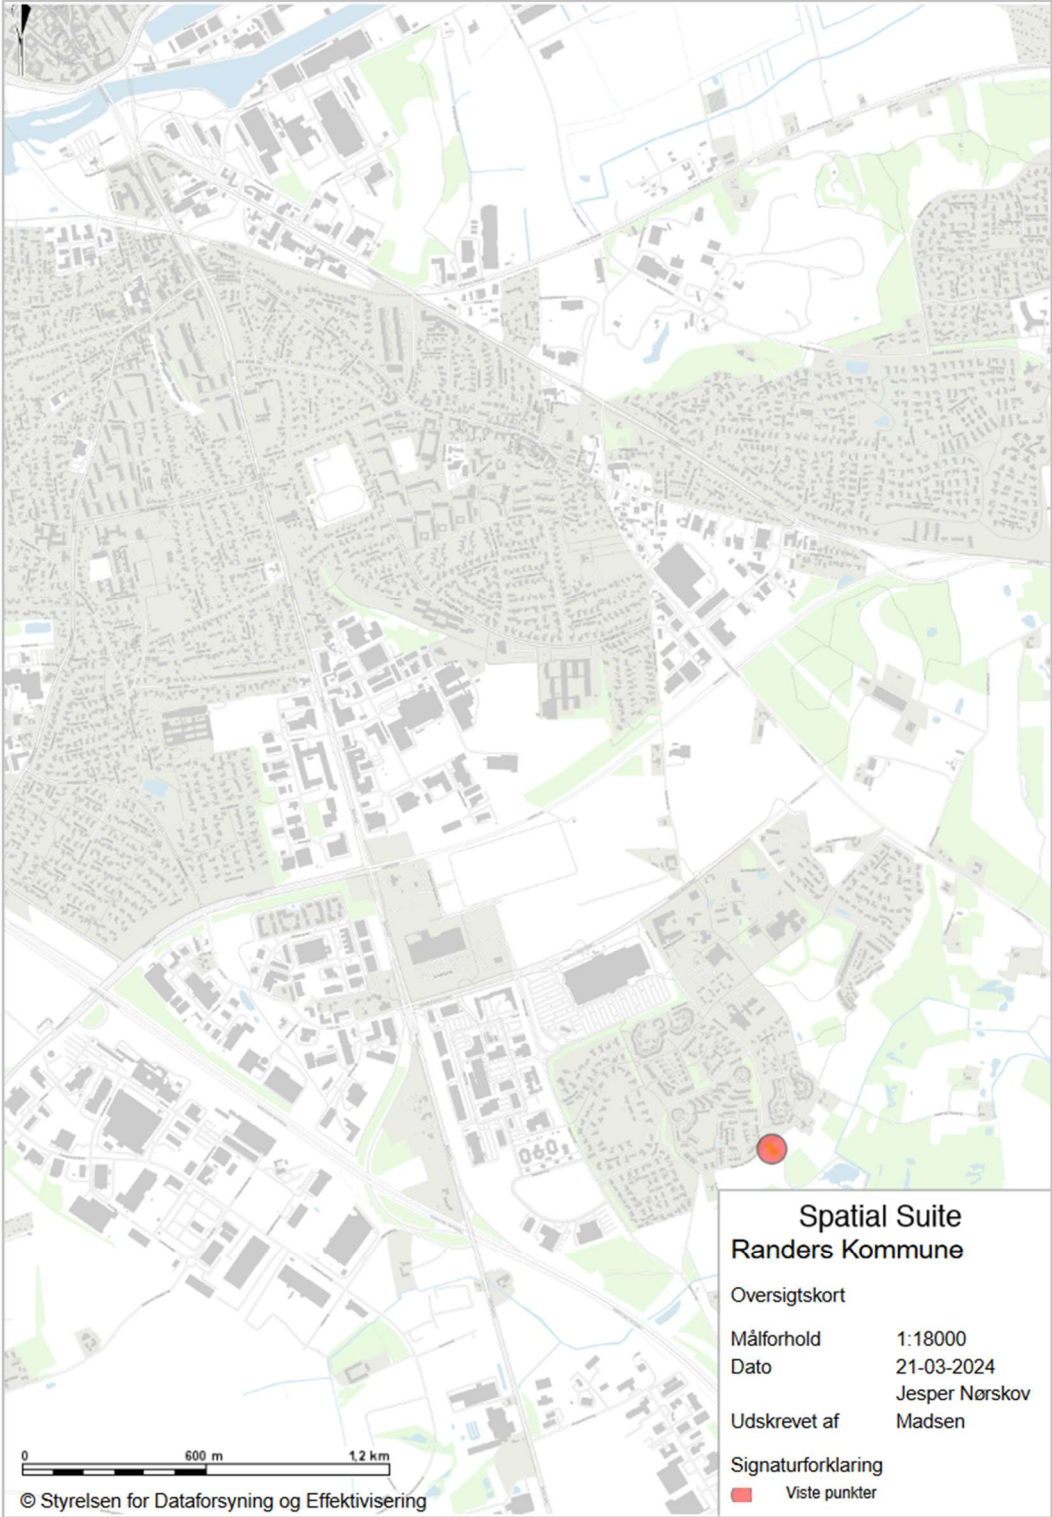 Spatial Suite
Randers Kommune
Oversigtskort
Målforhold 1:18000
Dato 21-03-2024
Jesper Nørskov
Udskrevet af Madsen
Signaturforklaring
Viste punkter
0 600 m 1,2 km
© Styrelsen for Dataforsyning og Effektivisering